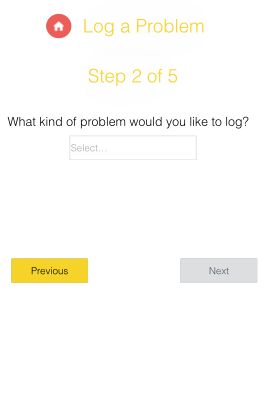 Log a Problem
Step 2 of 5
What kind of problem would you like to log?
Select...
Previous
Next